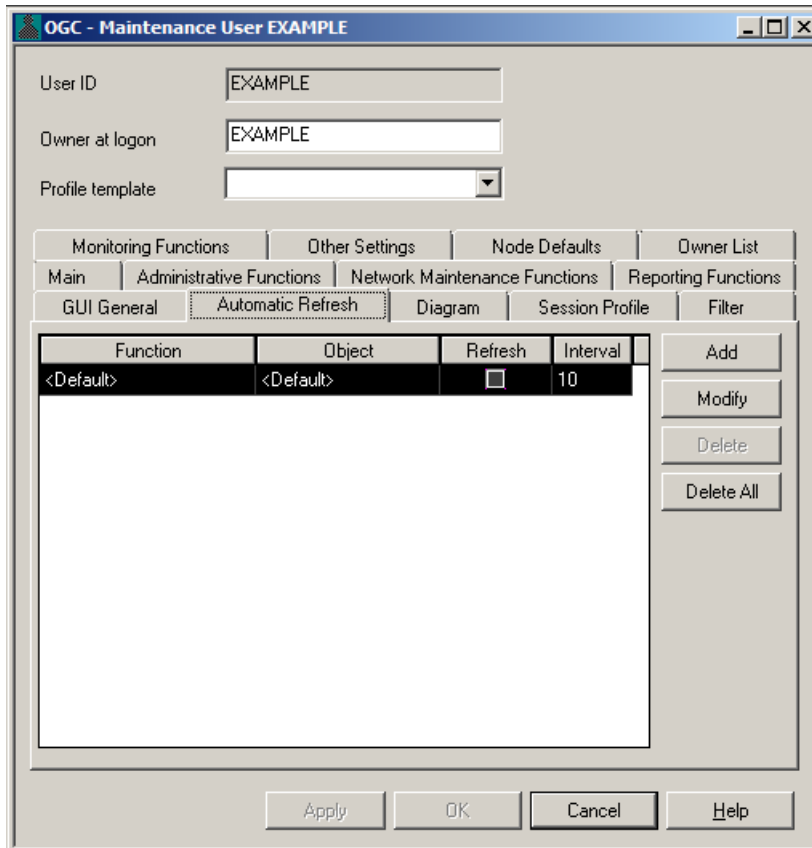 OGC - Maintenance User EXAMPLE
User ID EXAMPLE
Owner at logon EXAMPLE
Profile template
Monitoring Functions Other Settings Node Defaults Owner List
Main Administrative Functions Network Maintenance Functions Reporting Functions
GUI General Automatic Refresh Diagram Session Profile Filter
Function Object Refresh Interval Add
<Default> <Default> 10
Modify
Delete
Delete All
Apply OK Cancel Help